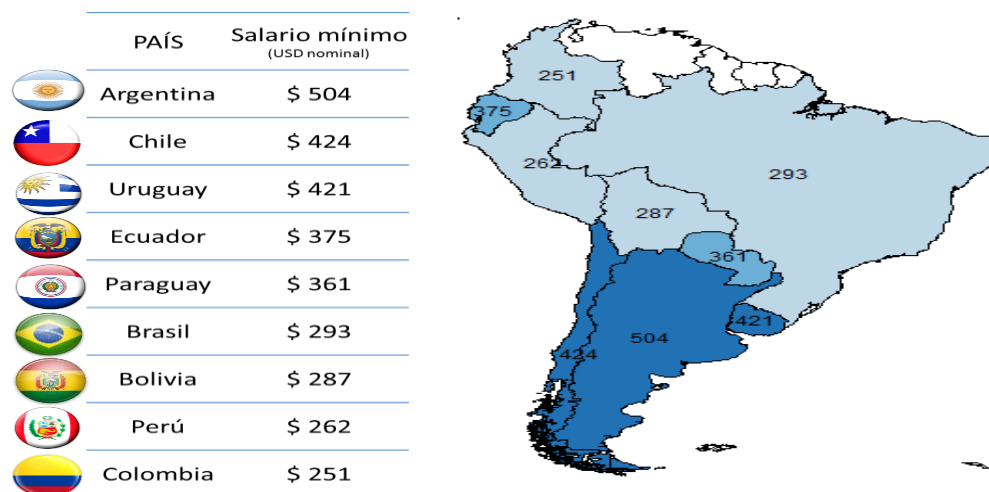 PAÍS
Salario mínimo
(USD nominal)
Argentina $ 504
Chile $ 424
Uruguay $ 421
Ecuador $ 375
Paraguay $ 361
Brasil $ 293
Bolivia $ 287
Perú $ 262
Colombia $ 251
251
375
262
293
287
361
421
504
424